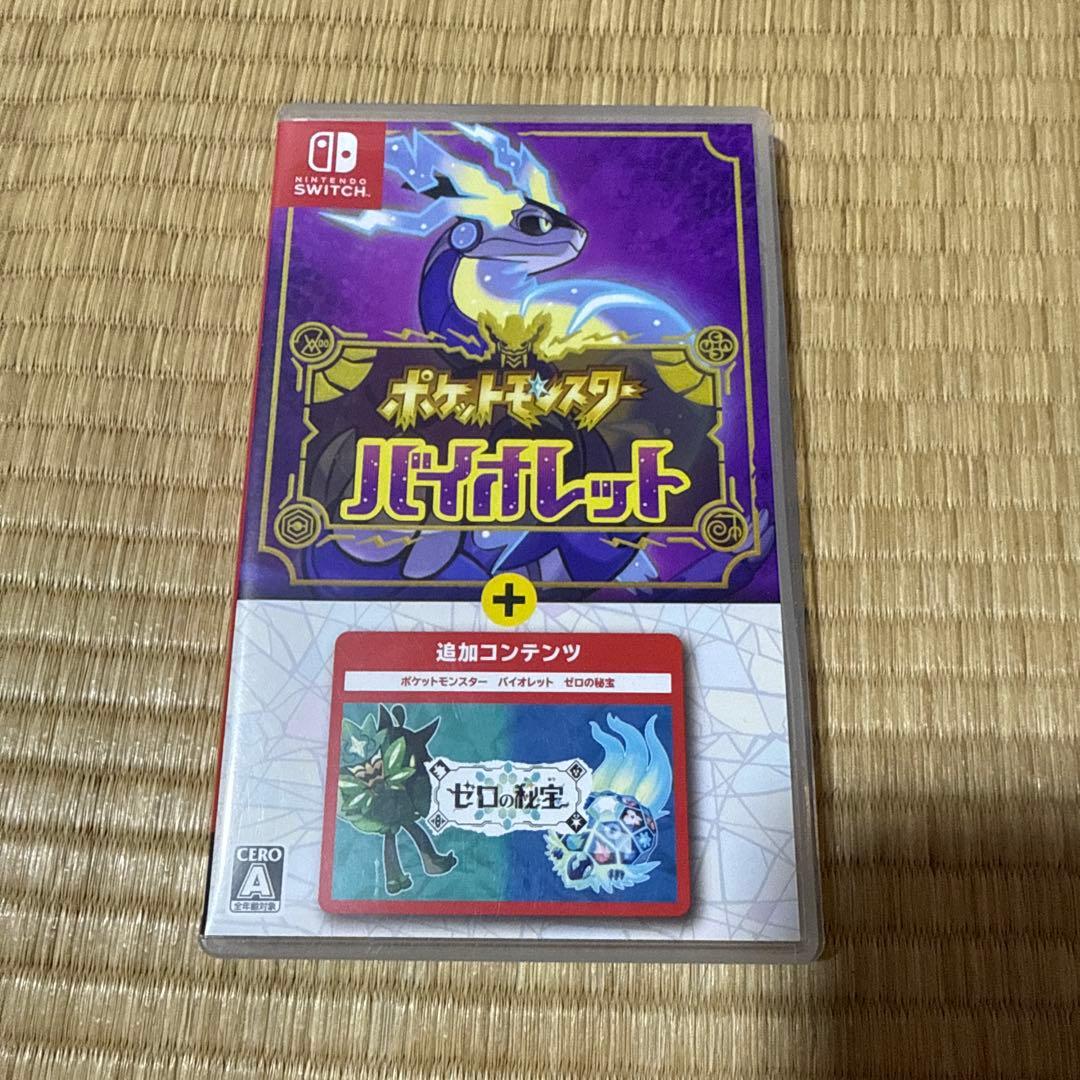 NINTENDO
SWITCH™
ポケットモンスター
バイオレット
+
追加コンテンツ
ポケットモンスター バイオレット ゼロの秘宝
ゼロの秘宝
CERO
A
全年齢対象